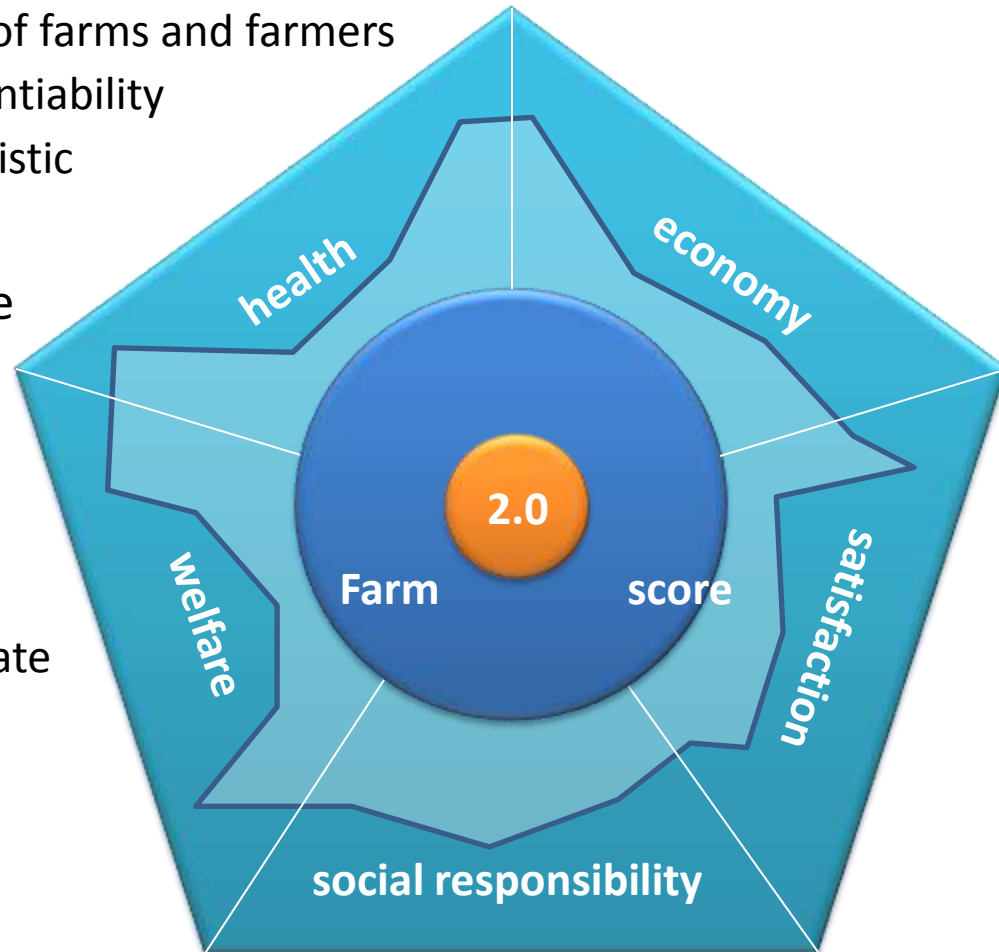 of farms and farmers
ntiability
istic
e
ate
health
economy
2.0
Farm score
welfare
satisfaction
social responsibility